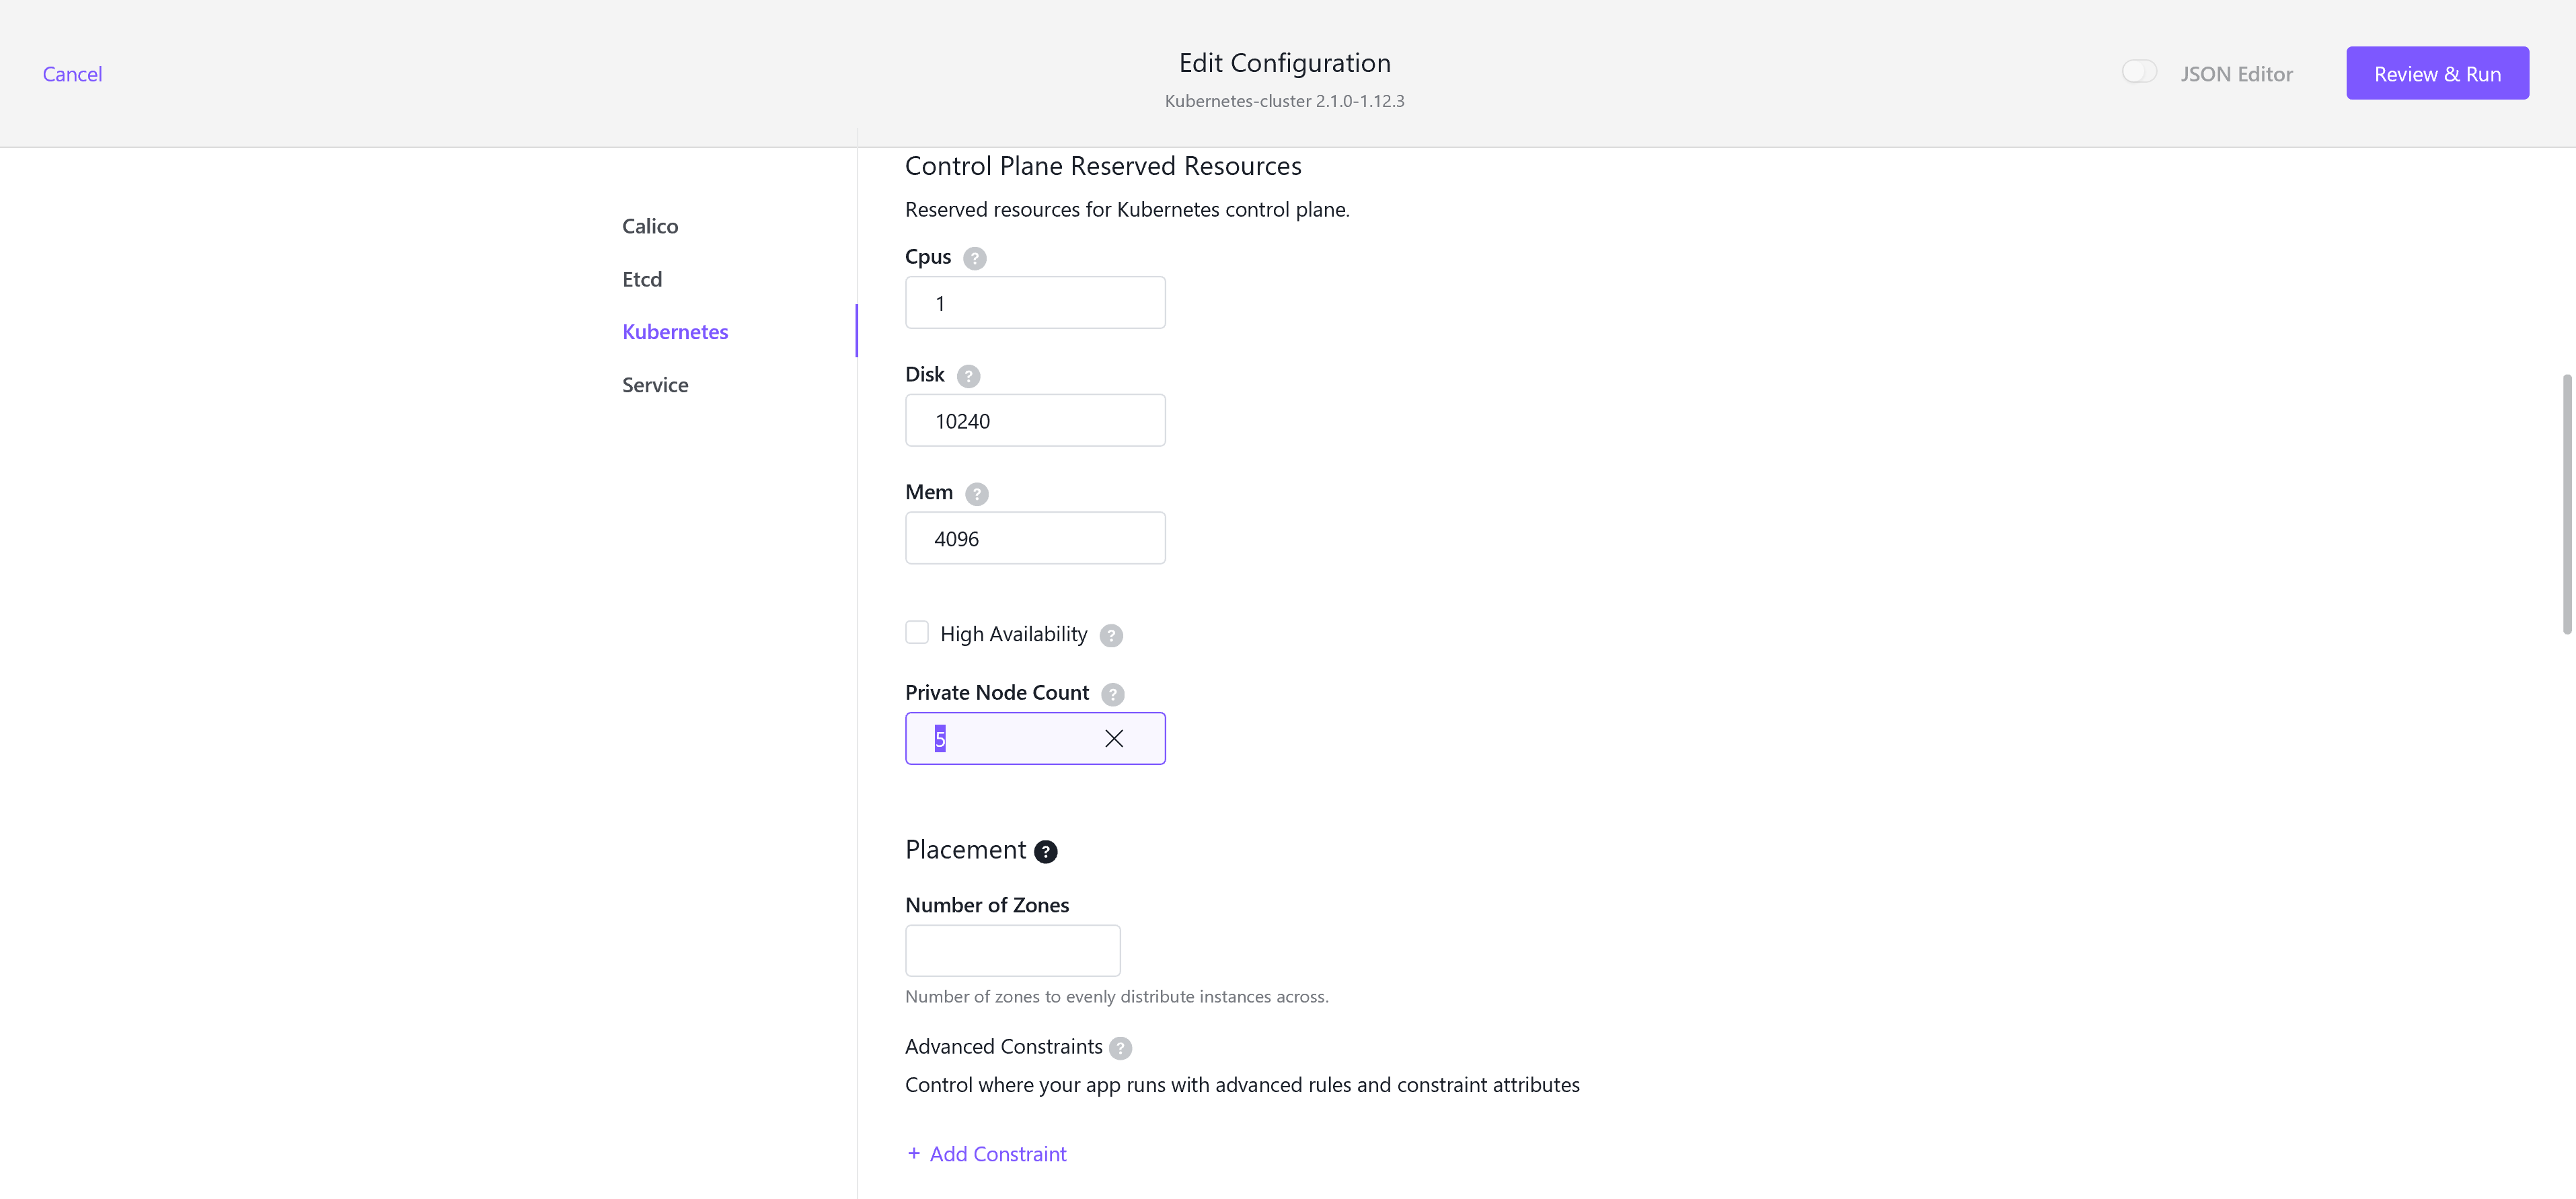 Cancel
Edit Configuration
Kubernetes-cluster 2.1.0-1.12.3
JSON Editor
Review & Run
Calico
Etcd
Kubernetes
Service
Control Plane Reserved Resources
Reserved resources for Kubernetes control plane.
Cpus ?
1
Disk ?
10240
Mem ?
4096
High Availability ?
Private Node Count ?
5
Placement ?
Number of Zones
Number of zones to evenly distribute instances across.
Advanced Constraints ?
Control where your app runs with advanced rules and constraint attributes
+ Add Constraint